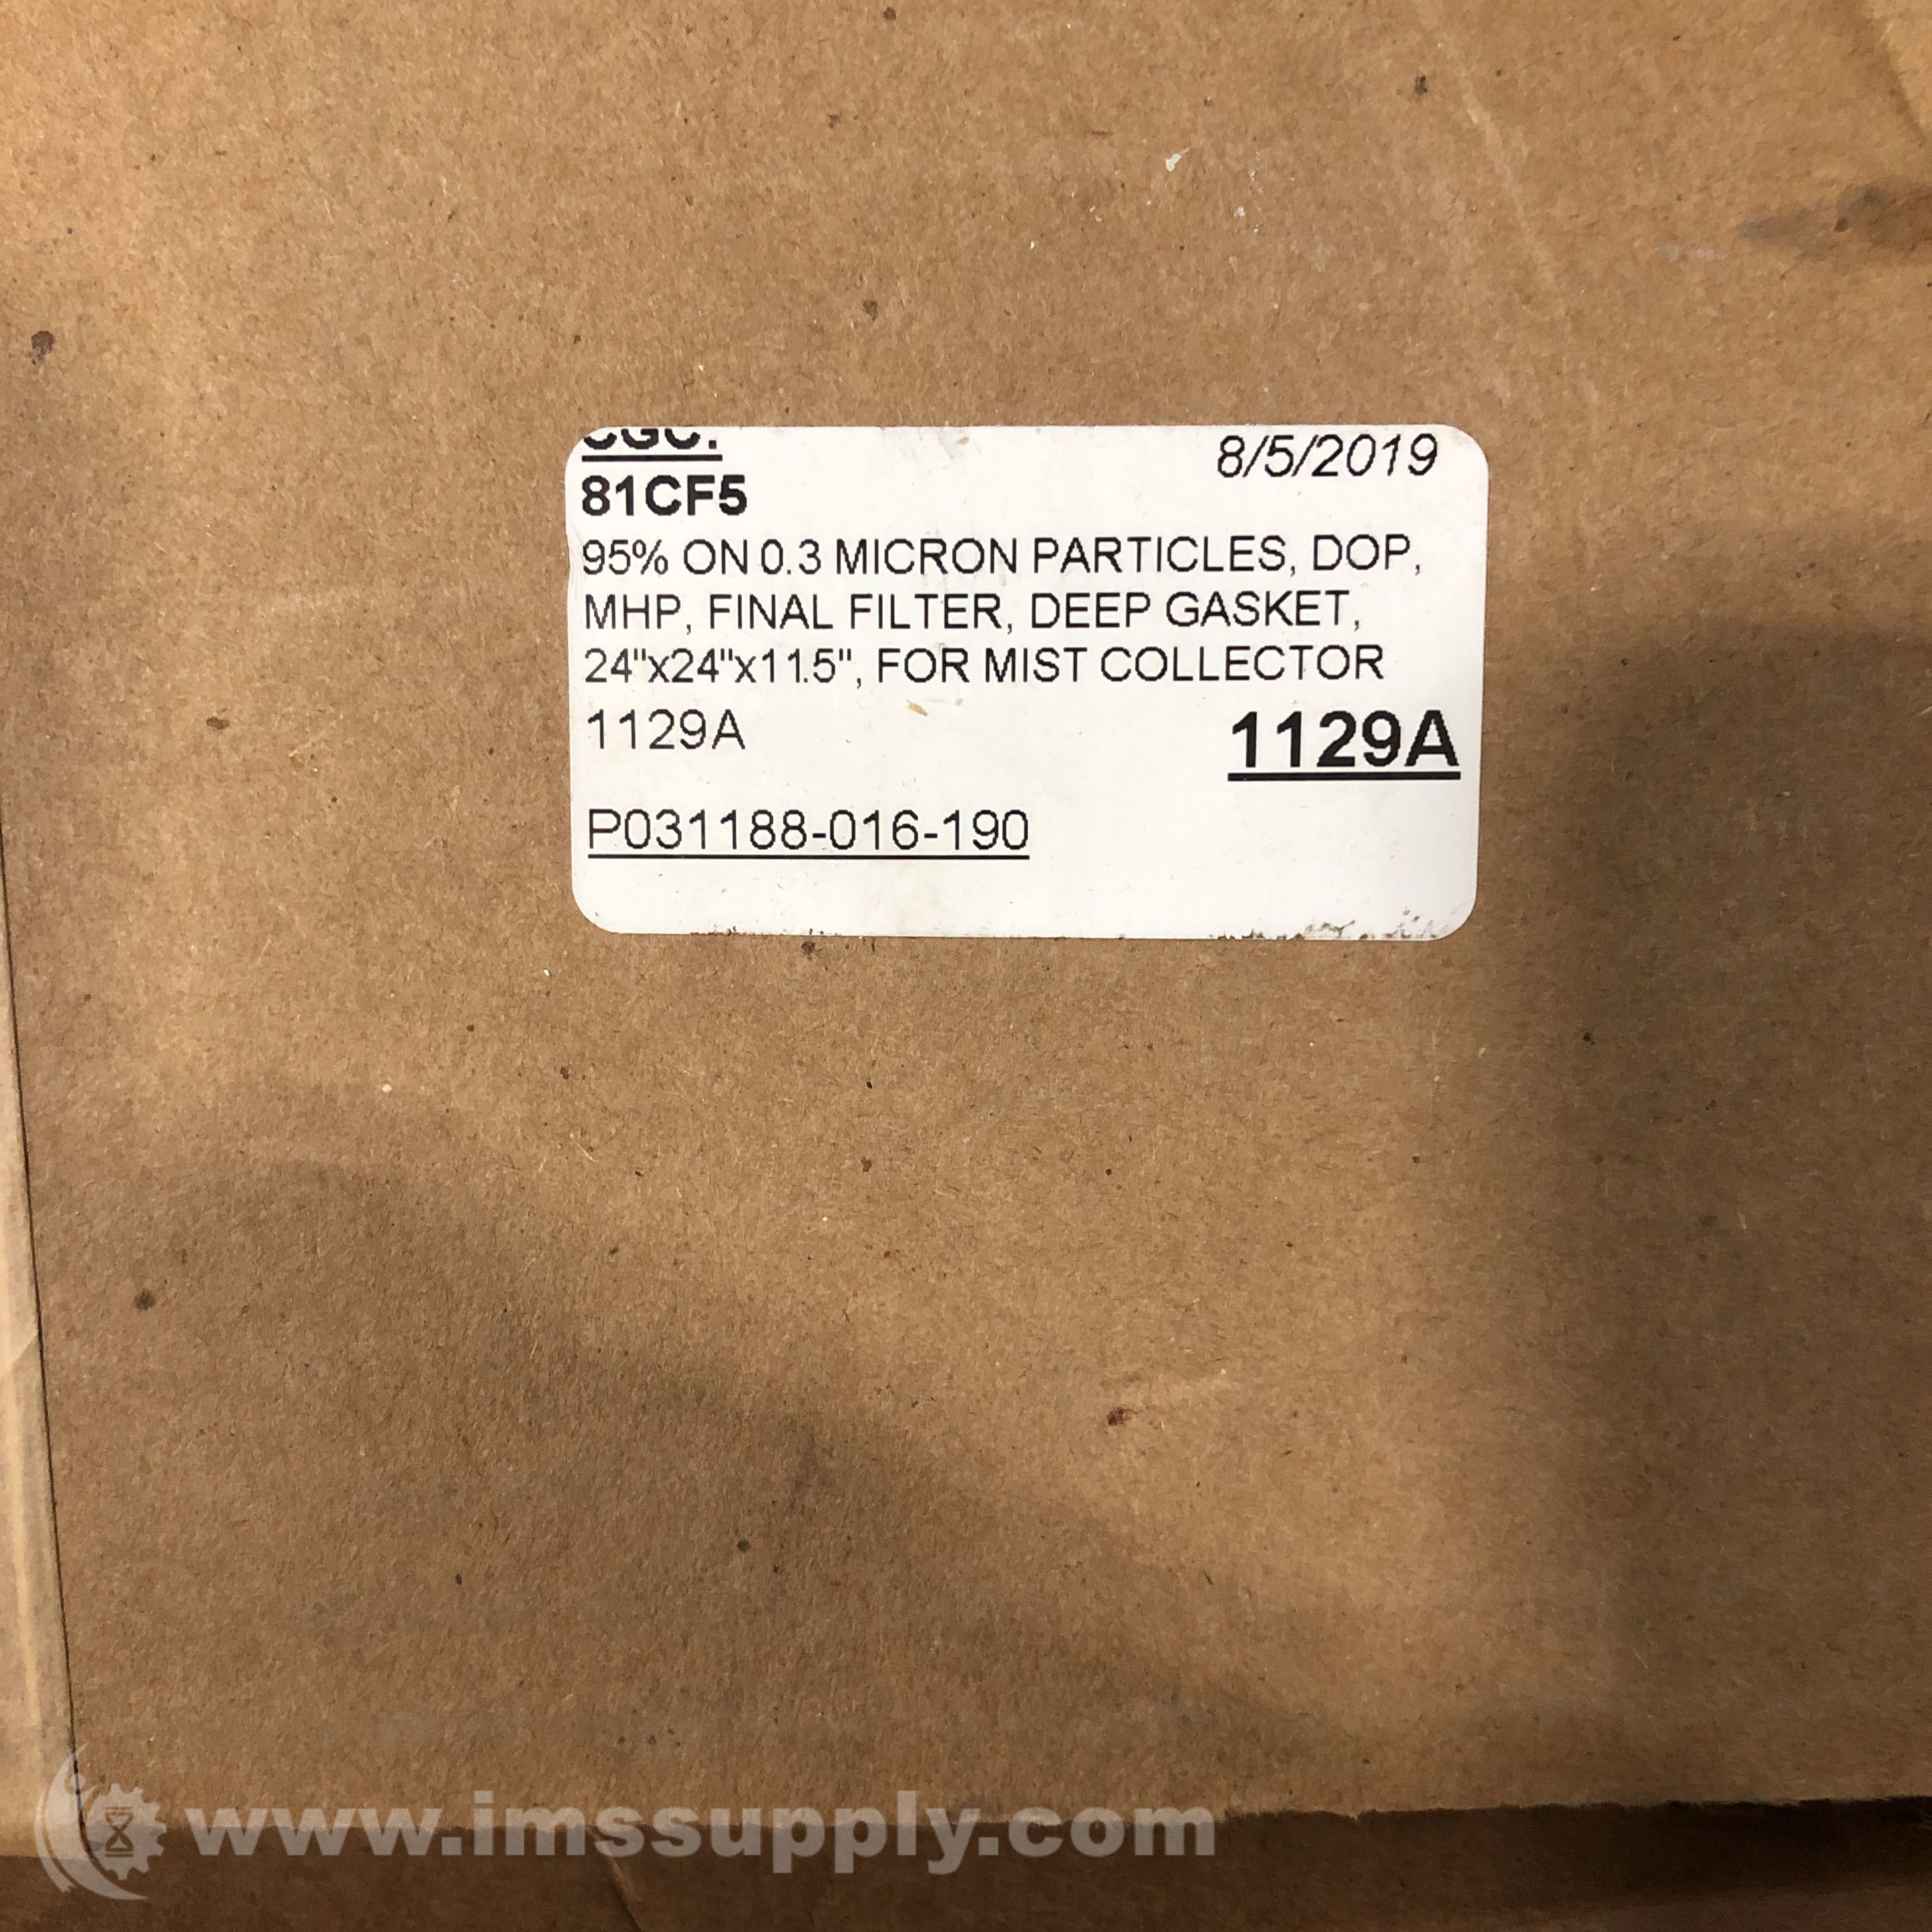 8/5/2019
81CF5
95% ON 0.3 MICRON PARTICLES, DOP,
MHP, FINAL FILTER, DEEP GASKET,
24"x24"x11.5", FOR MIST COLLECTOR
1129A 1129A
P031188-016-190
www.imssupply.com